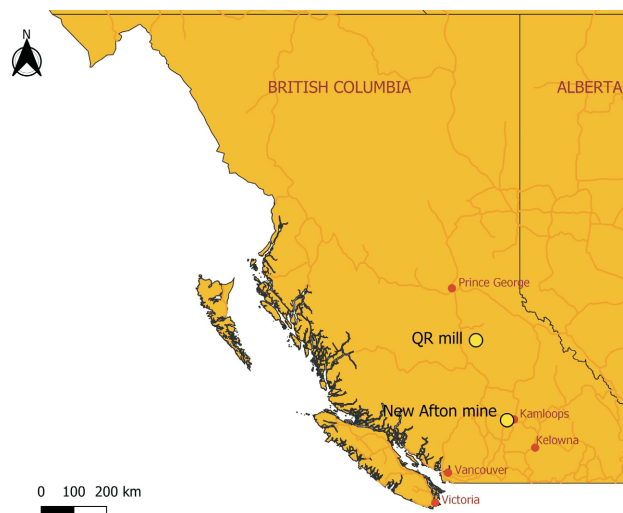 N
BRITISH COLUMBIA
ALBERTA
Prince George
QR mill
New Afton mine
Kamloops
Kelowna
Vancouver
Victoria
0 100 200 km